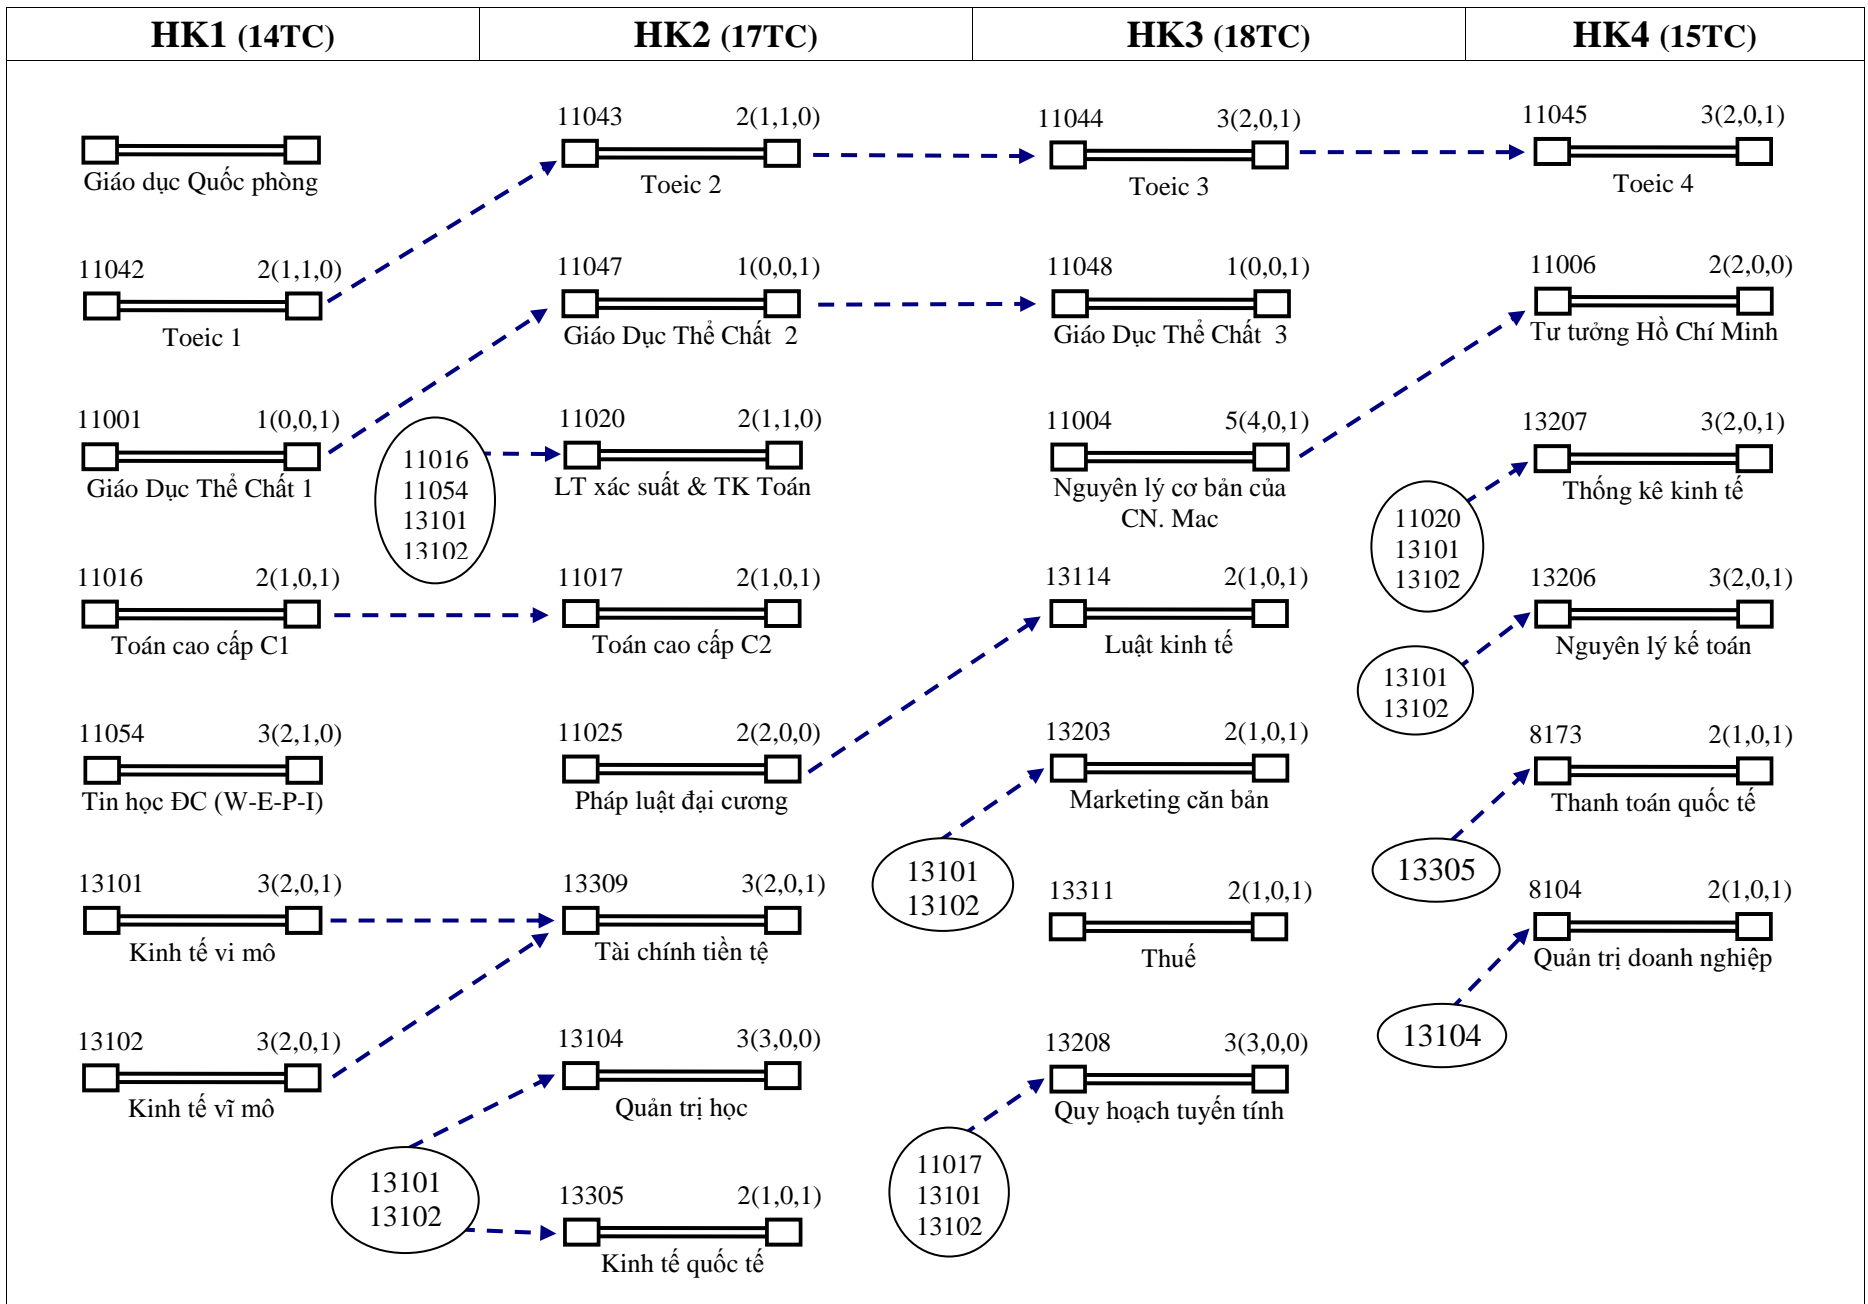 HK1 (14TC)
HK2 (17TC)
HK3 (18TC)
HK4 (15TC)
Giáo dục Quốc phòng
11042 2(1,1,0)
Toeic 1
11001 1(0,0,1)
Giáo Dục Thể Chất 1
11016 2(1,0,1)
Toán cao cấp C1
11054 3(2,1,0)
Tin học ĐC (W-E-P-I)
13101 3(2,0,1)
Kinh tế vi mô
13102 3(2,0,1)
Kinh tế vĩ mô
11016
11054
13101
13102
13101
13102
11043 2(1,1,0)
Toeic 2
11047 1(0,0,1)
Giáo Dục Thể Chất 2
11020 2(1,1,0)
LT xác suất & TK Toán
11017 2(1,0,1)
Toán cao cấp C2
11025 2(2,0,0)
Pháp luật đại cương
13309 3(2,0,1)
Tài chính tiền tệ
13104 3(3,0,0)
Quản trị học
13305 2(1,0,1)
Kinh tế quốc tế
13101
13102
11017
13101
13102
11044 3(2,0,1)
Toeic 3
11048 1(0,0,1)
Giáo Dục Thể Chất 3
11004 5(4,0,1)
Nguyên lý cơ bản của
CN. Mac
13114 2(1,0,1)
Luật kinh tế
13203 2(1,0,1)
Marketing căn bản
13311 2(1,0,1)
Thuế
13208 3(3,0,0)
Quy hoạch tuyến tính
11020
13101
13102
13101
13102
13305
13104
11045 3(2,0,1)
Toeic 4
11006 2(2,0,0)
Tư tưởng Hồ Chí Minh
13207 3(2,0,1)
Thống kê kinh tế
13206 3(2,0,1)
Nguyên lý kế toán
8173 2(1,0,1)
Thanh toán quốc tế
8104 2(1,0,1)
Quản trị doanh nghiệp